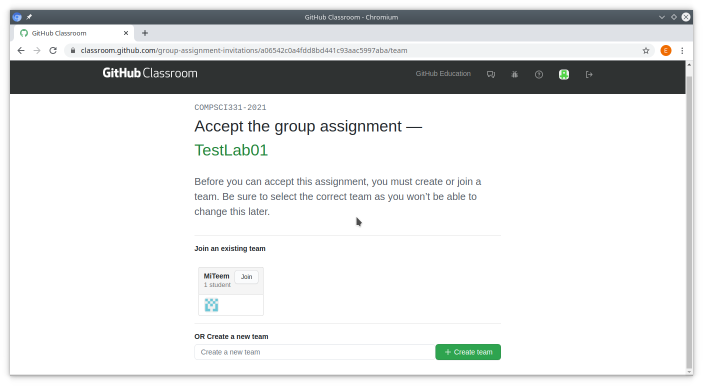 GitHub Classroom - Chromium
GitHub Classroom
classroom.github.com/group-assignment-invitations/a06542c0a4fdd8bd441c93aac5997aba/team
E
GitHub Classroom
GitHub Education
COMPSCI331-2021
Accept the group assignment —
TestLab01
Before you can accept this assignment, you must create or join a
team. Be sure to select the correct team as you won’t be able to
change this later.
Join an existing team
MiTeem
Join
1 student
OR Create a new team
Create a new team
+ Create team